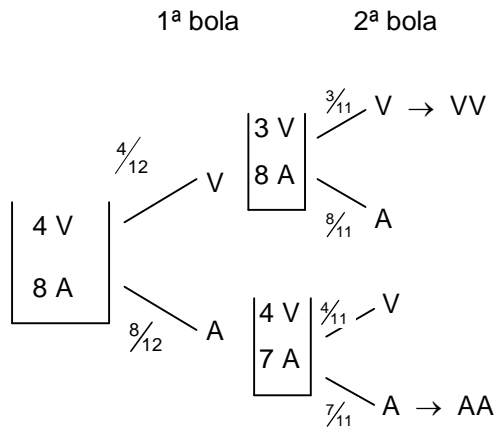 1ª bola 2ª bola
3/11 V → VV
3 V
4/12
8 A
V
8/11 A
4 V
8 A
4 V 4/11 V
8/12 A
7 A
7/11 A → AA